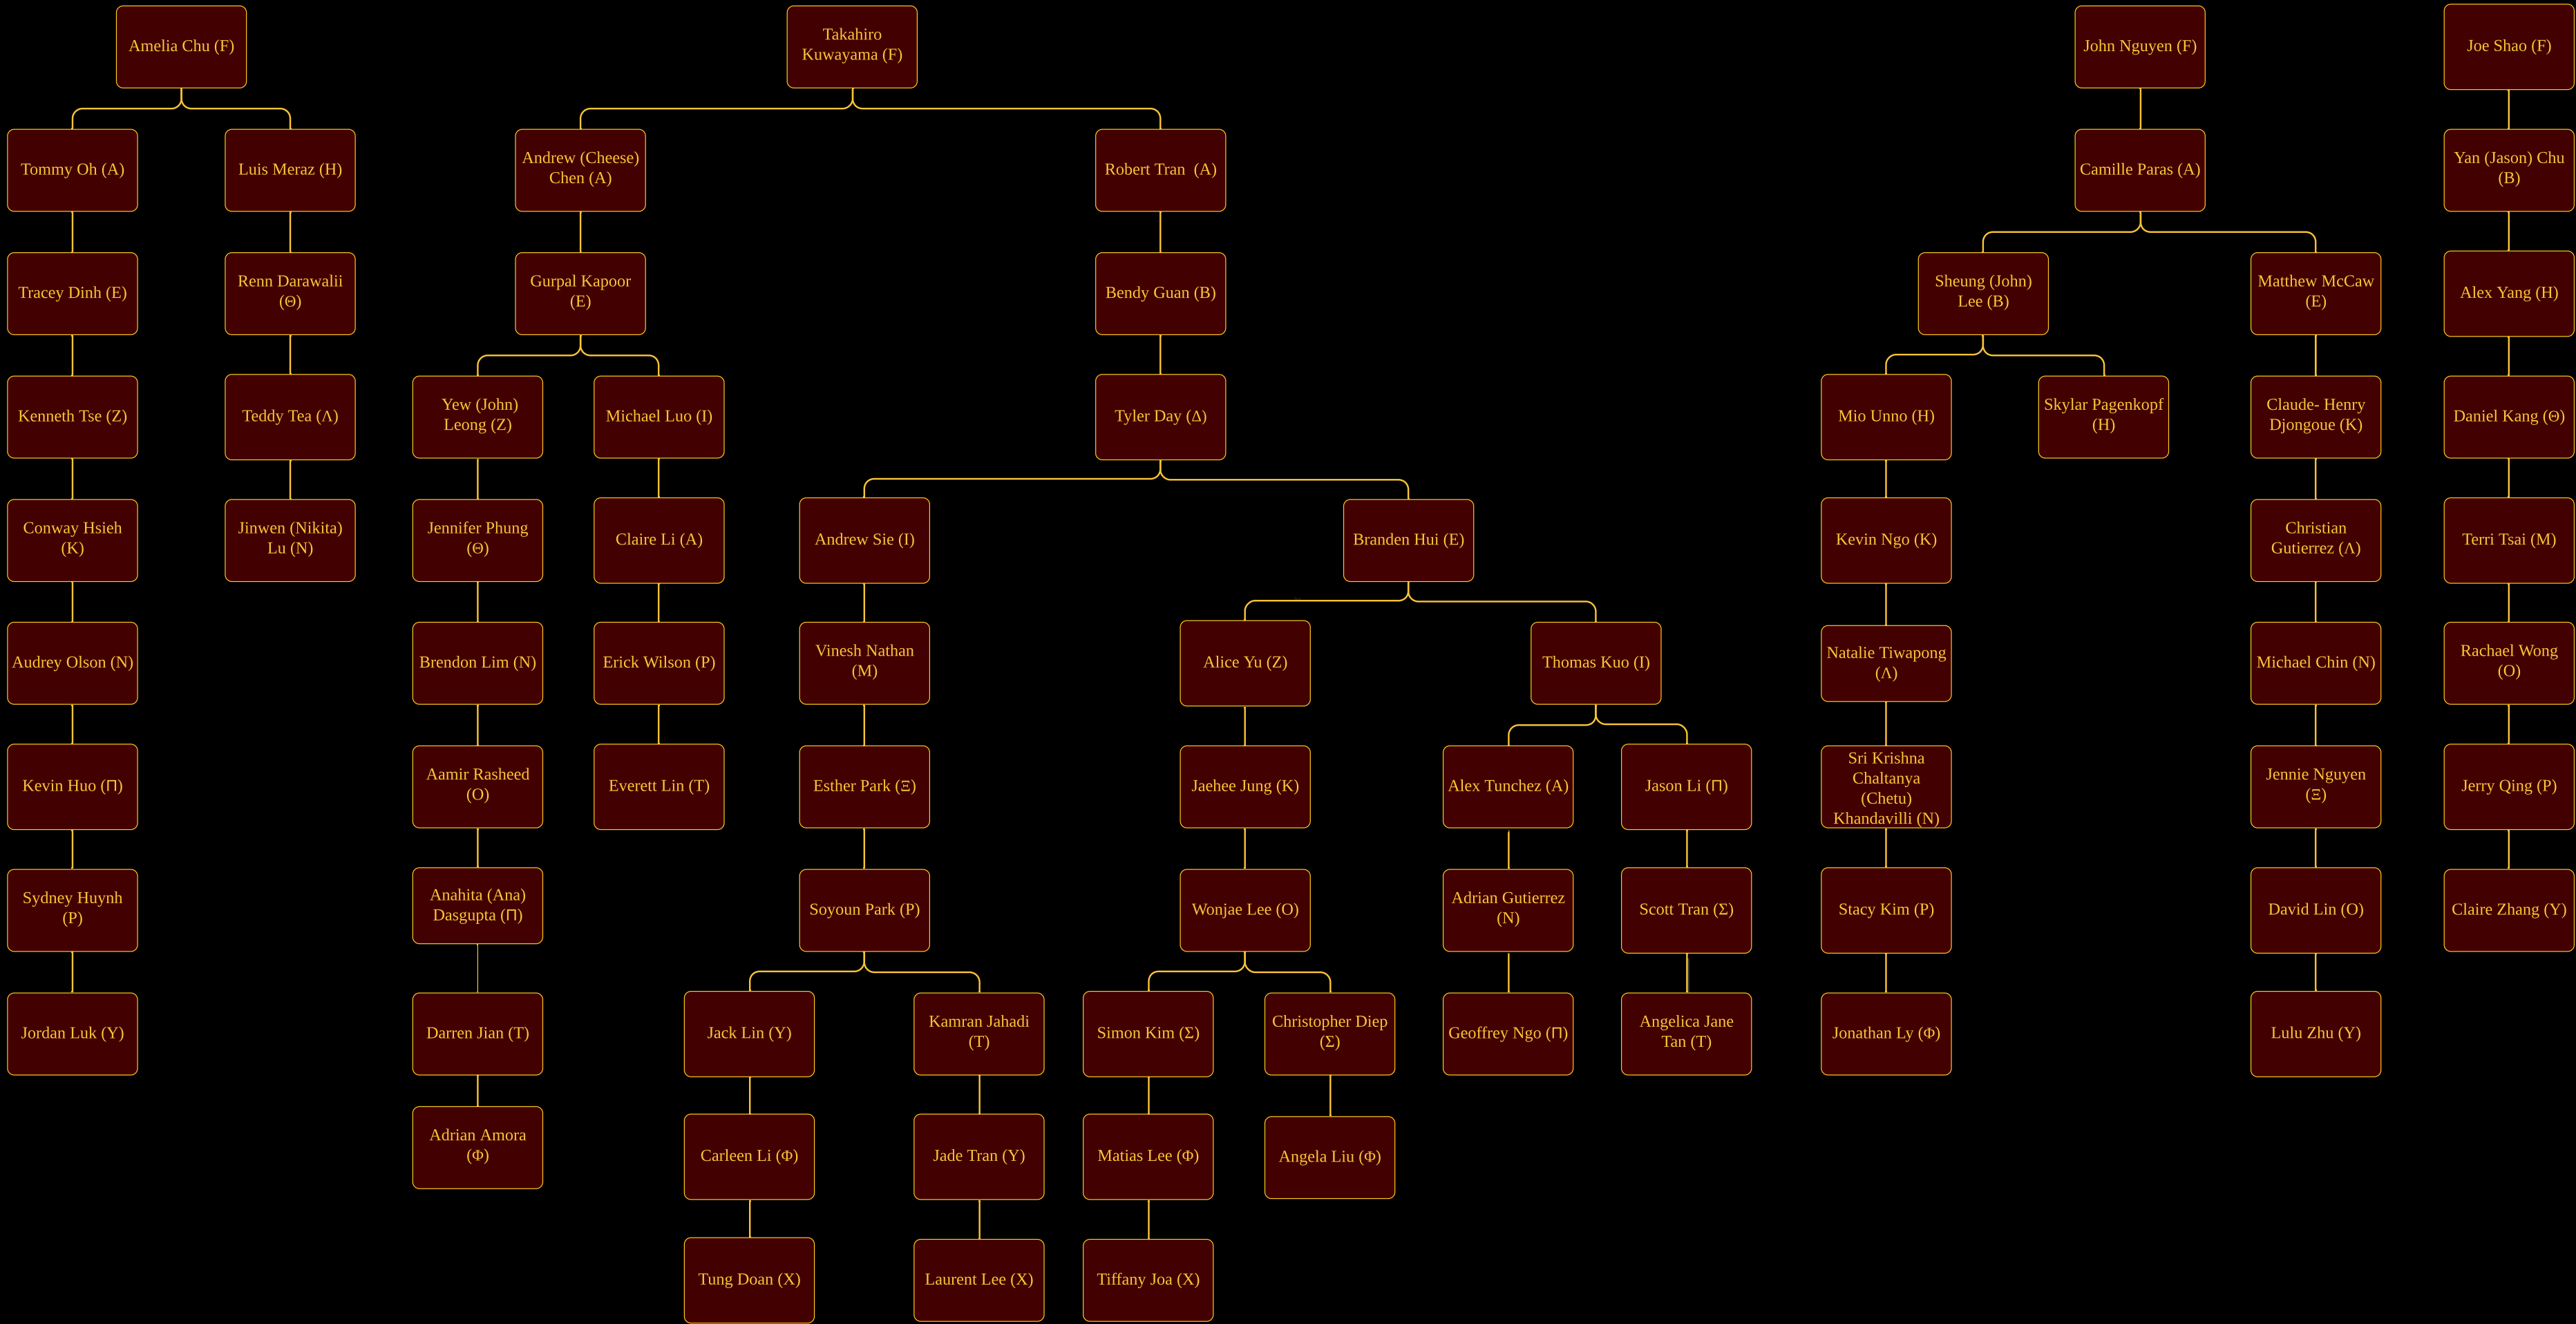 Amelia Chu (F)
Takahiro
Kuwayama (F)
John Nguyen (F)
Joe Shao (F)
Tommy Oh (A)
Luis Meraz (H)
Andrew (Cheese)
Chen (A)
Robert Tran  (A)
Camille Paras (A)
Yan (Jason) Chu
(B)
Tracey Dinh (E)
Renn Darawalii
(Θ)
Gurpal Kapoor
(E)
Bendy Guan (B)
Sheung (John)
Lee (B)
Matthew McCaw
(E)
Alex Yang (H)
Kenneth Tse (Z)
Teddy Tea (Λ)
Yew (John)
Leong (Z)
Michael Luo (I)
Tyler Day (Δ)
Mio Unno (H)
Skylar Pagenkopf
(H)
Claude- Henry
Djongoue (K)
Daniel Kang (Θ)
Conway Hsieh
(K)
Jinwen (Nikita)
Lu (N)
Jennifer Phung
(Θ)
Claire Li (A)
Andrew Sie (I)
Branden Hui (E)
Kevin Ngo (K)
Christian
Gutierrez (Λ)
Terri Tsai (M)
Audrey Olson (N)
Brendon Lim (N)
Erick Wilson (P)
Vinesh Nathan
(M)
Alice Yu (Z)
Thomas Kuo (I)
Natalie Tiwapong
(Λ)
Michael Chin (N)
Rachael Wong
(O)
Kevin Huo (Π)
Aamir Rasheed
(O)
Everett Lin (T)
Esther Park (Ξ)
Jaehee Jung (K)
Alex Tunchez (A)
Jason Li (Π)
Sri Krishna
Chaltanya
(Chetu)
Khandavilli (N)
Jennie Nguyen
(Ξ)
Jerry Qing (P)
Sydney Huynh
(P)
Anahita (Ana)
Dasgupta (Π)
Soyoun Park (P)
Wonjae Lee (O)
Adrian Gutierrez
(N)
Scott Tran (Σ)
Stacy Kim (P)
David Lin (O)
Claire Zhang (Y)
Jordan Luk (Y)
Darren Jian (T)
Jack Lin (Y)
Kamran Jahadi
(T)
Simon Kim (Σ)
Christopher Diep
(Σ)
Geoffrey Ngo (Π)
Angelica Jane
Tan (T)
Jonathan Ly (Φ)
Lulu Zhu (Y)
Adrian Amora
(Φ)
Carleen Li (Φ)
Jade Tran (Y)
Matias Lee (Φ)
Angela Liu (Φ)
Tung Doan (X)
Laurent Lee (X)
Tiffany Joa (X)